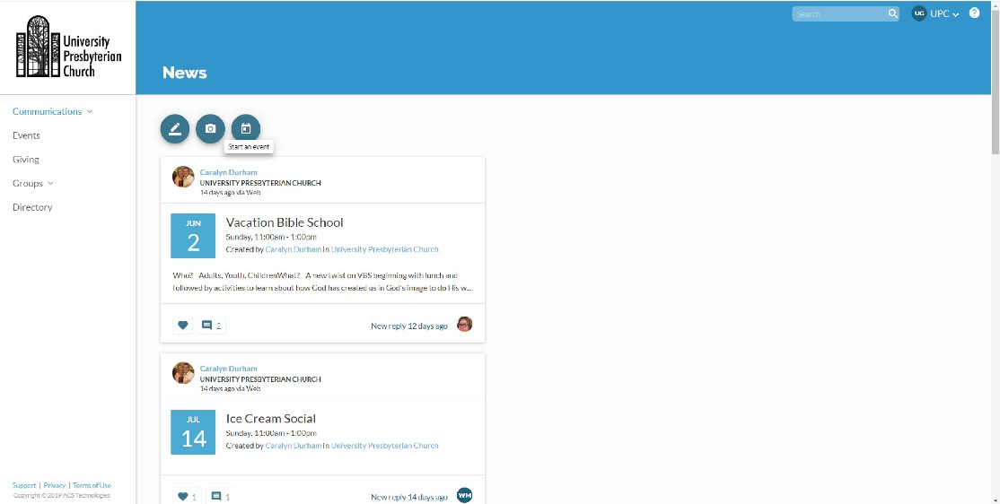 University
Presbyterian
Church
Search
UG UPC
?
News
Communications
Events
Giving
Groups
Directory
Start an event
Caralyn Durham
UNIVERSITY PRESBYTERIAN CHURCH
14 days ago via Web
JUN
2
Vacation Bible School
Sunday, 11:00am - 1:00pm
Created by Caralyn Durham in University Presbyterian Church
Who? Adults, Youth, ChildrenWhat? A new twist on VBS beginning with lunch and
followed by activities to learn about how God has created us in God's image to do His w...
2
New reply 12 days ago
Caralyn Durham
UNIVERSITY PRESBYTERIAN CHURCH
14 days ago via Web
JUL
14
Ice Cream Social
Sunday, 11:00am - 1:00pm
Created by Caralyn Durham in University Presbyterian Church
1 1
New reply 14 days ago WM
Support | Privacy | Terms of Use
Copyright © 2019 ACS Technologies